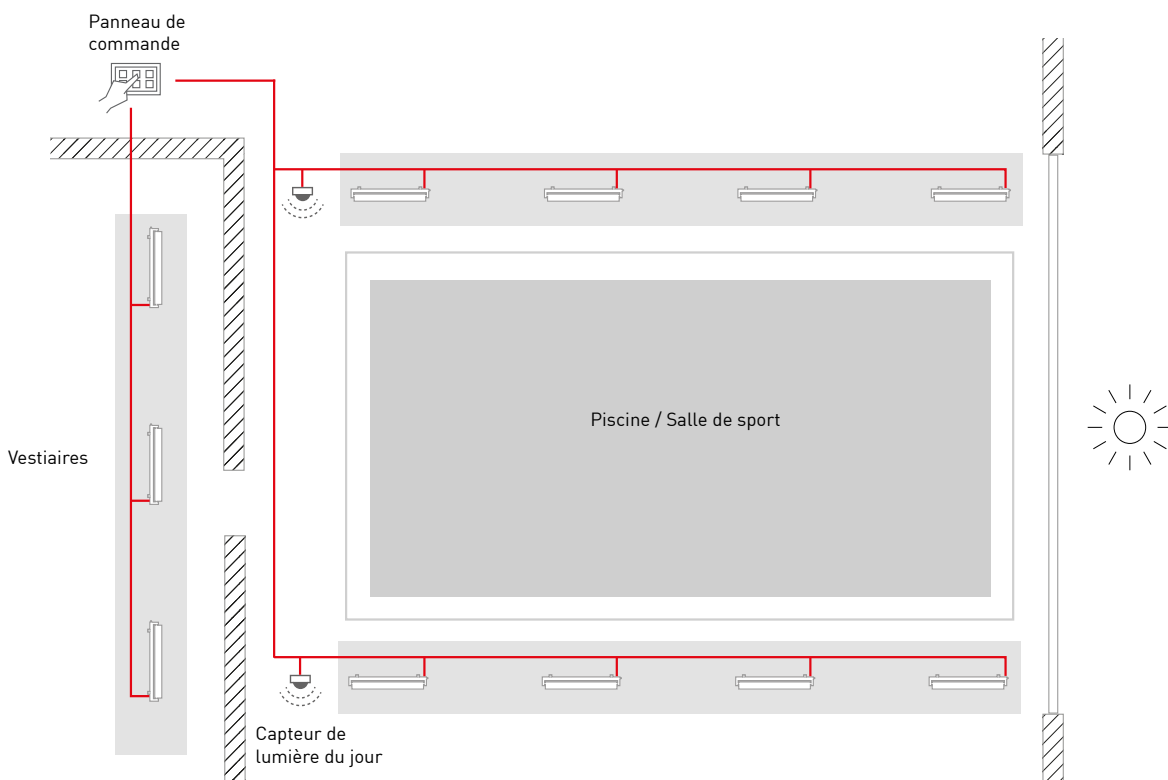 Panneau de
commande
Piscine / Salle de sport
Vestiaires
Capteur de
lumière du jour